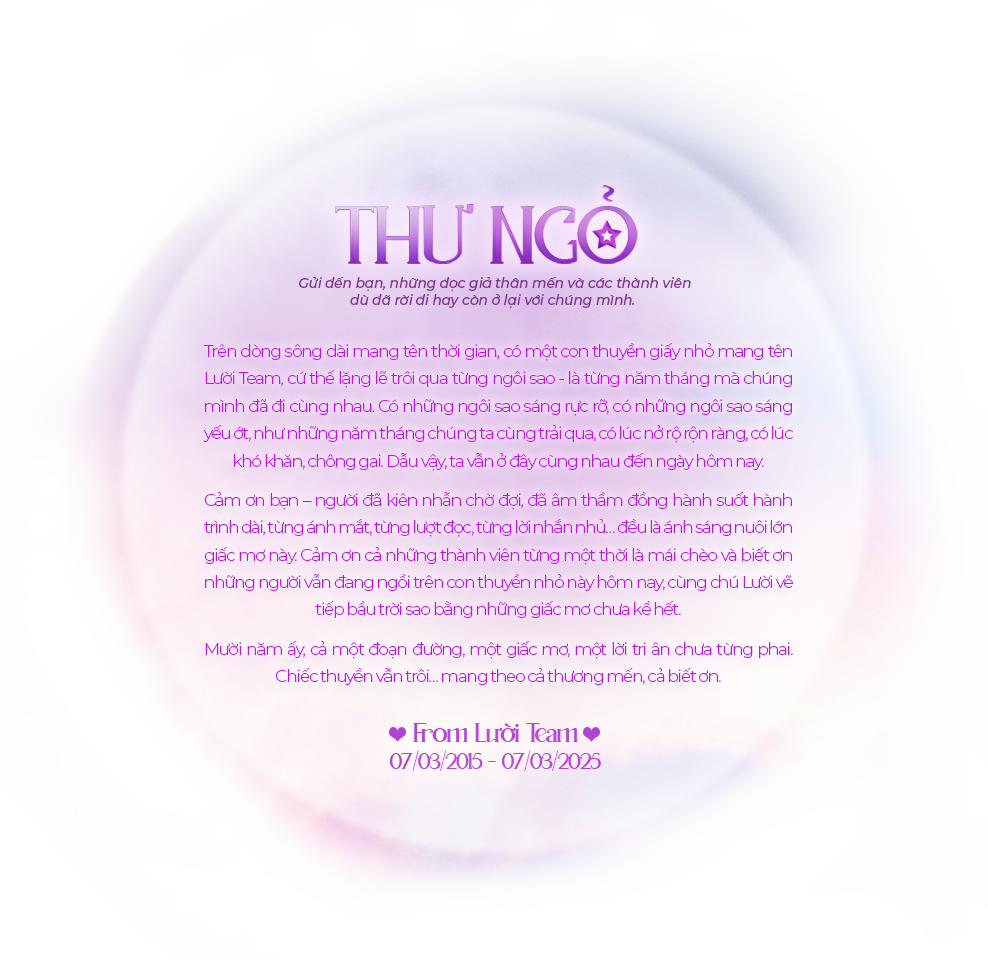 THƯ NGỎ
Gửi đến bạn, những đọc giả thân mến và các thành viên
dù đã rời đi hay còn ở lại với chúng mình.
Trên dòng sông dài mang tên thời gian, có một con thuyền giấy nhỏ mang tên
Lười Team, cứ thế lặng lẽ trôi qua từng ngôi sao - là từng năm tháng mà chúng
mình đã đi cùng nhau. Có những ngôi sao sáng rực rỡ, có những ngôi sao sáng
yếu ớt, như những năm tháng chúng ta cùng trải qua, có lúc nở rộ rộn ràng, có lúc
khó khăn, chông gai. Dẫu vậy, ta vẫn ở đây cùng nhau đến ngày hôm nay.
Cảm ơn bạn – người đã kiên nhẫn chờ đợi, đã âm thầm đồng hành suốt hành
trình dài, từng ánh mắt, từng lượt đọc, từng lời nhắn nhủ... đều là ánh sáng nuôi lớn
giấc mơ này. Cảm ơn cả những thành viên từng một thời là mái chèo và biết ơn
những người vẫn đang ngồi trên con thuyền nhỏ này hôm nay, cùng chú Lười vẽ
tiếp bầu trời sao bằng những giấc mơ chưa kể hết.
Mười năm ấy, cả một đoạn đường, một giấc mơ, một lời tri ân chưa từng phai.
Chiếc thuyền vẫn trôi... mang theo cả thương mến, cả biết ơn.
❤ From Lười Team ❤
07/03/2015 - 07/03/2025